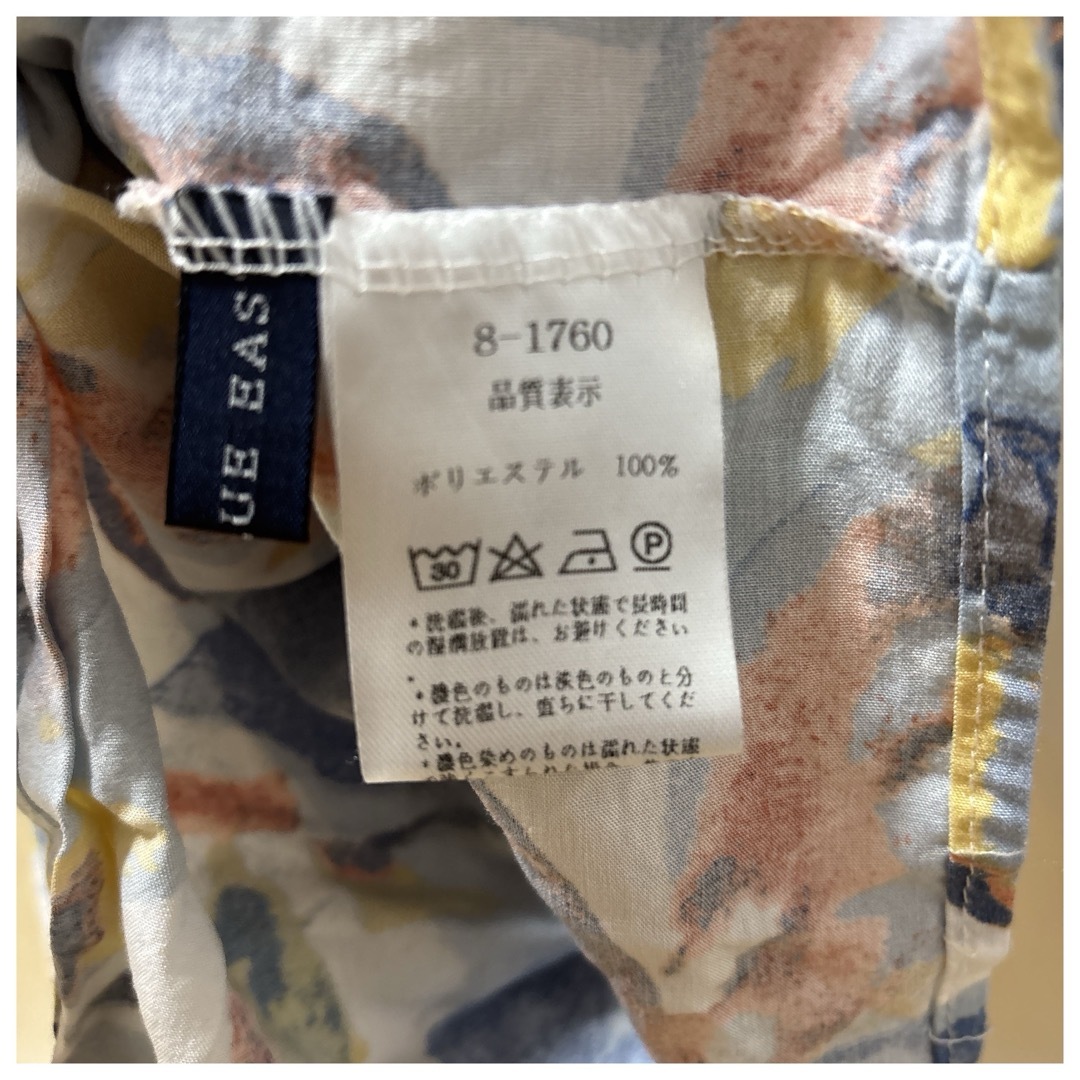 UE EAS
8-1760
品質表示
ポリエステル 100%
30
P
*洗濯後、濡れた状態で長時間
の放置は、お避けください
*濃色のものは淡色のものと分
けて洗濯し、直ちに干してくだ
さい。
*濃色染めのものは濡れた状態